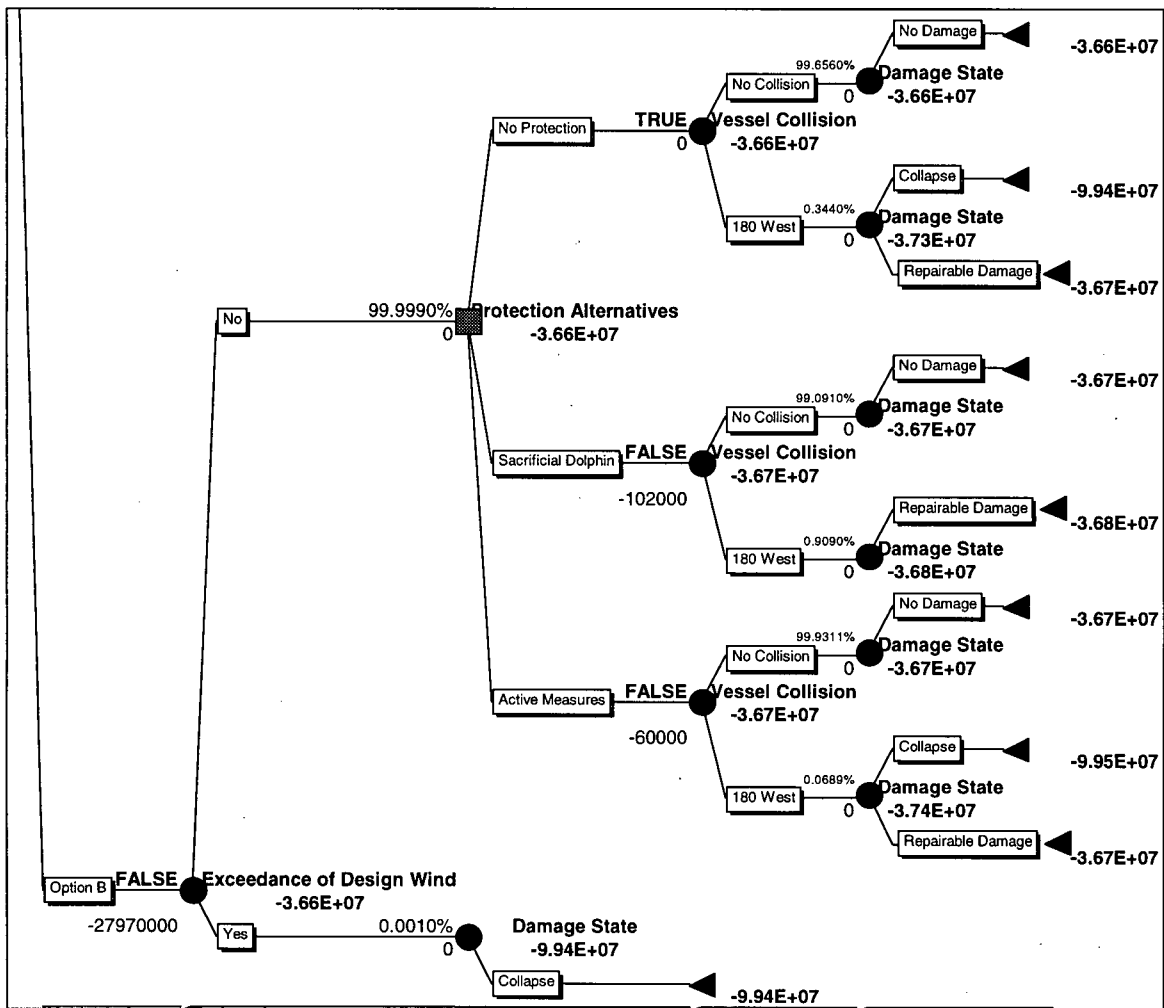 No Damage
-3.66E+07
99.6560%
Damage State
No Collision
0
-3.66E+07
TRUE
Vessel Collision
No Protection
0
-3.66E+07
Collapse
-9.94E+07
0.3440%
Damage State
180 West
0
-3.73E+07
Repairable Damage
-3.67E+07
No
99.9990%
Protection Alternatives
0
-3.66E+07
No Damage
-3.67E+07
99.0910%
Damage State
No Collision
0
-3.67E+07
FALSE
Vessel Collision
Sacrificial Dolphin
-102000
-3.67E+07
Repairable Damage
-3.68E+07
0.9090%
Damage State
180 West
0
-3.68E+07
No Damage
-3.67E+07
99.9311%
Damage State
No Collision
0
-3.67E+07
FALSE
Vessel Collision
Active Measures
-60000
-3.67E+07
Collapse
-9.95E+07
0.0689%
Damage State
180 West
0
-3.74E+07
Repairable Damage
-3.67E+07
Option B
FALSE
Exceedance of Design Wind
-27970000
-3.66E+07
Yes
0.0010%
Damage State
0
-9.94E+07
Collapse
-9.94E+07